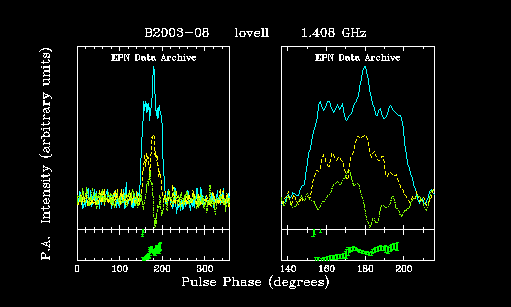 B2003-08 lovell 1.408 GHz
EPN Data Archive EPN Data Archive
Intensity (arbitrary units)
P.A.
0 100 200 300 140 160 180 200
Pulse Phase (degrees)